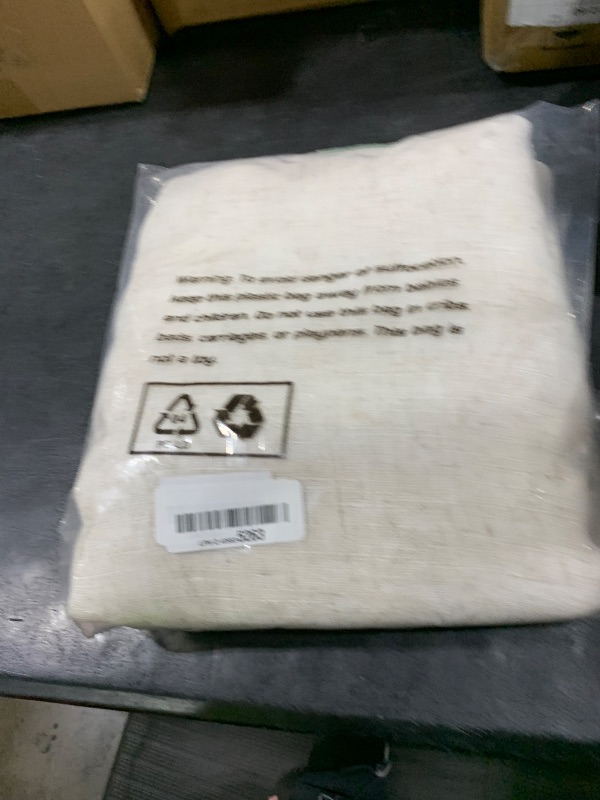 Warning: To avoid danger of suffocation,
keep this plastic bag away from babies
and children. Do not use this bag in cribs,
beds, carriages, or playpens. This bag is
not a toy.
5263